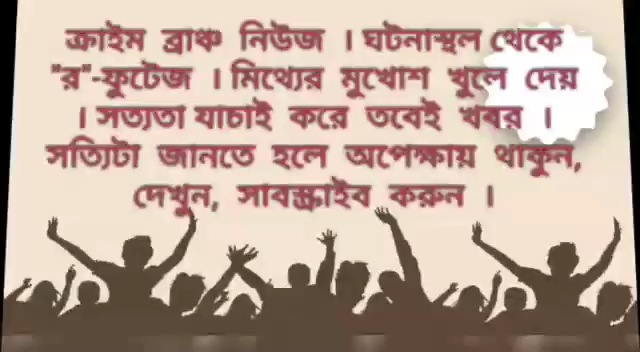 ক্রাইম ব্রাঞ্চ নিউজ । ঘটনাস্থল থেকে
"র"-ফুটেজ । মিথ্যের মুখোশ খুলে দেয়
। সত্যতা যাচাই করে তবেই খবর ।
সত্যিটা জানতে হলে অপেক্ষায় থাকুন,
দেখুন, সাবস্ক্রাইব করুন ।